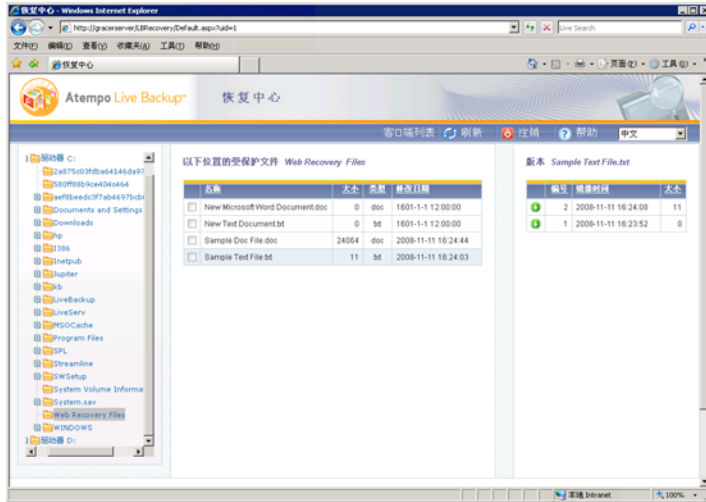 恢复中心 - Windows Internet Explorer
http://gracerserver/LBRecovery/Default.aspx?uid=1
Live Search
文件(F) 编辑(E) 查看(V) 收藏夹(A) 工具(T) 帮助(H)
恢复中心
页面(P) 工具(O)
Atempo Live Backup 恢复中心
客户端列表 刷新 注销 帮助 中文
驱动器 C:
2a875c03fdba64146da97
580ff88b9ce404o464
aef8beedc3f7ab4697bdb
Documents and Settings
Downloads
hp
I386
Inetpub
Jupiter
kb
LiveBackup
LiveServ
MSOCache
Program Files
SPL
Streamline
SWSetup
System Volume Informa
System.sav
Web Recovery Files
WINDOWS
驱动器 D:
以下位置的受保护文件 Web Recovery Files
名称 大小 类型 修改日期
New Microsoft Word Document.doc 0 doc 1601-1-1 12:00:00
New Text Document.txt 0 txt 1601-1-1 12:00:00
Sample Doc File.doc 24064 doc 2008-11-11 16:24:44
Sample Text File.txt 11 txt 2008-11-11 16:24:03
版本 Sample Text File.txt
编号 镜像时间 大小
2 2008-11-11 16:24:08 11
1 2008-11-11 16:23:52 0
本地 Intranet 100%